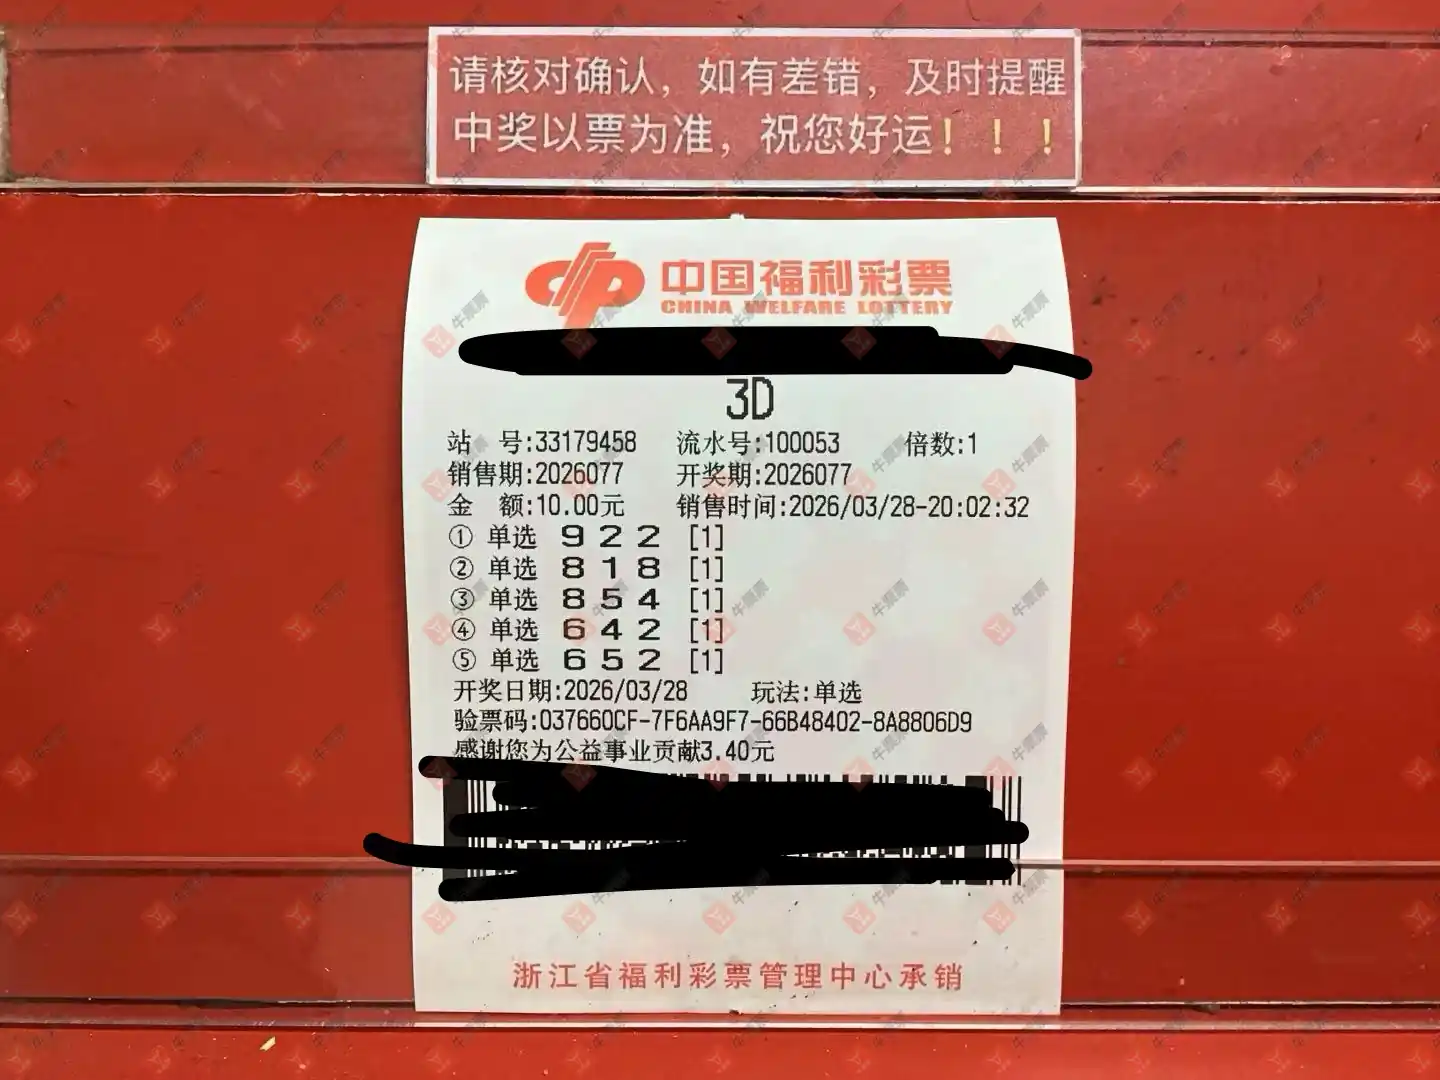 请核对确认，如有差错，及时提醒
中奖以票为准，祝您好运！！！
中国福利彩票
CHINA WELFARE LOTTERY
3D
站 号:33179458 流水号:100053 倍数:1
销售期:2026077 开奖期:2026077
金 额:10.00元 销售时间:2026/03/28-20:02:32
① 单选 9 2 2 [1]
② 单选 8 1 8 [1]
③ 单选 8 5 4 [1]
④ 单选 6 4 2 [1]
⑤ 单选 6 5 2 [1]
开奖日期:2026/03/28 玩法:单选
验票码:037660CF-7F6AA9F7-66B48402-8A8806D9
感谢您为公益事业贡献3.40元
浙江省福利彩票管理中心承销
牛票票